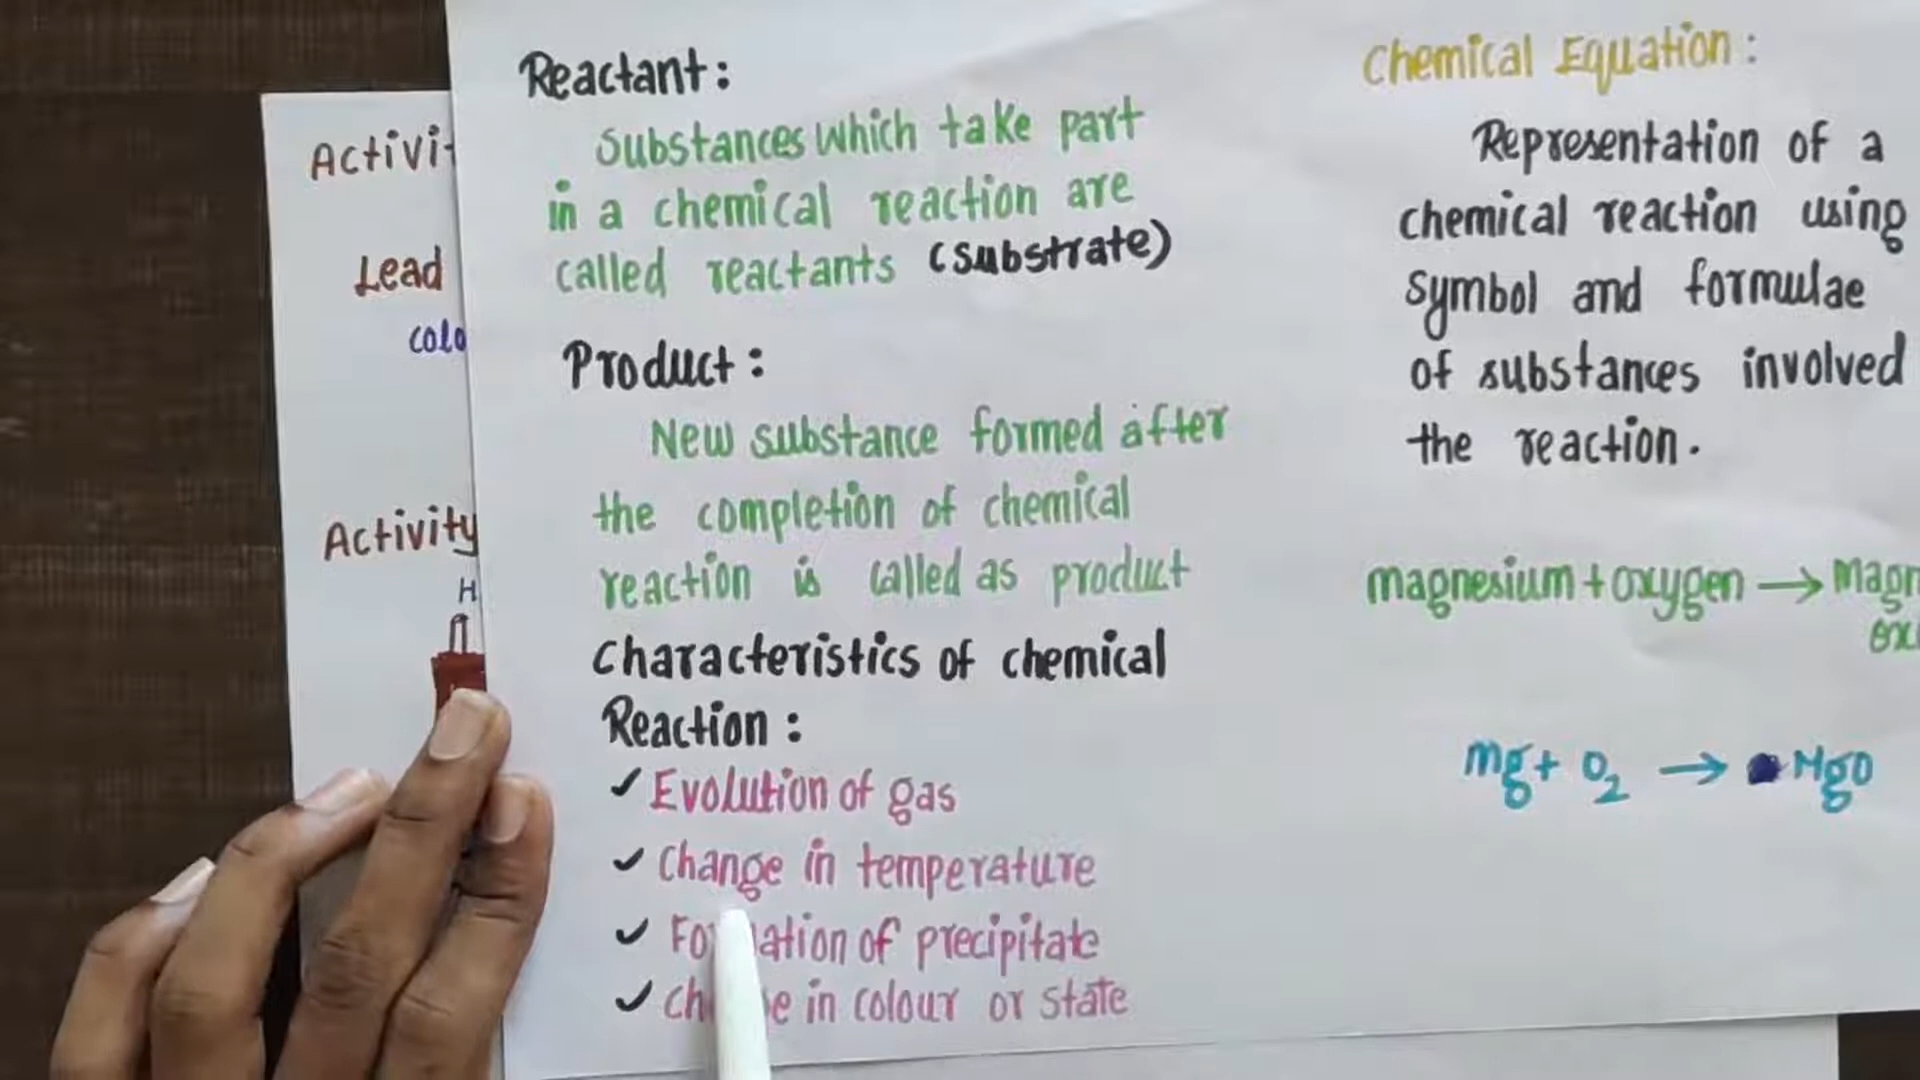 Activi
Lead
colo
Activity
H
Reactant:
Substances which take part
in a chemical reaction are
called reactants (substrate)
Product:
New substance formed after
the completion of chemical
reaction is called as product
Characteristics of chemical
Reaction:
✓ Evolution of gas
✓ Change in temperature
✓ Fo ation of precipitate
✓ Ch e in colour or state
Chemical Equation:
Representation of a
chemical reaction using
symbol and formulae
of substances involved
the reaction.
magnesium + oxygen → Magn
oxi
mg + O₂ → MgO